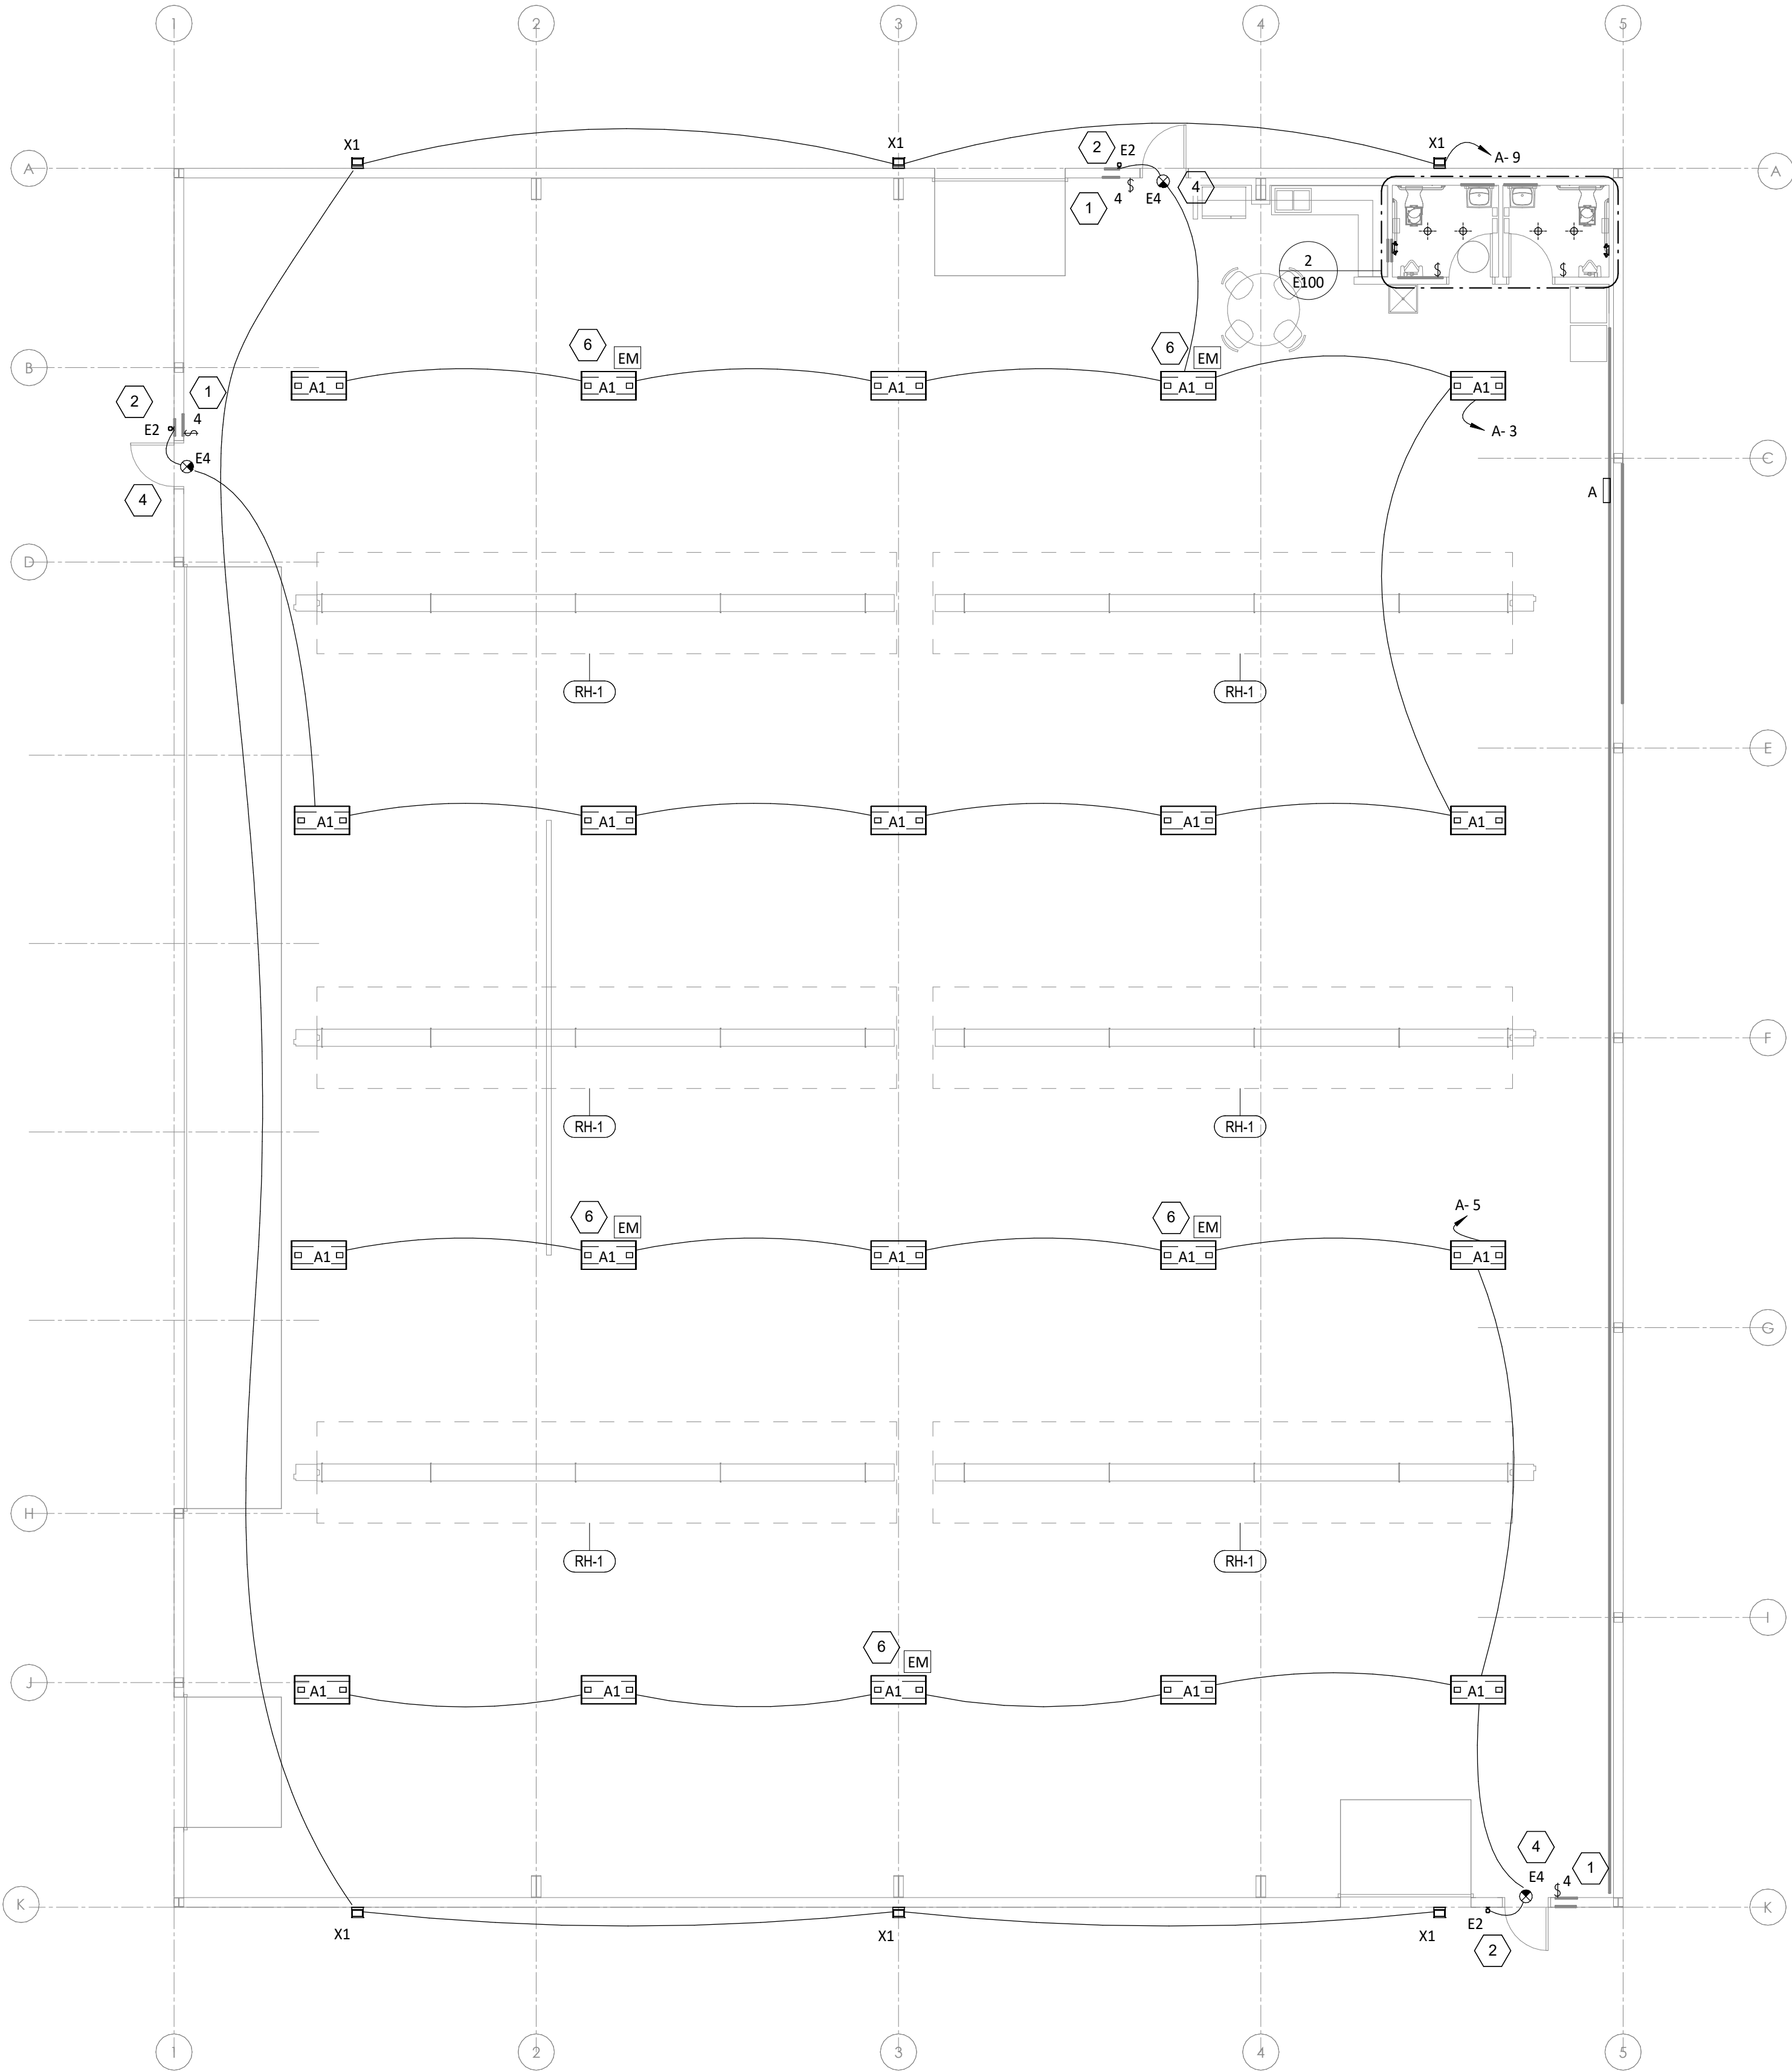 1 2 3 4 5
X1 X1 X1
A- 9
2 E2
A A
4 E4 4
1
2
E100
6 EM 6 EM
B
A1 A1 A1 A1 A1
1
2 4
E2
A- 3
E4
C
4
A
D
RH-1 RH-1
E
A1 A1 A1 A1 A1
F
RH-1 RH-1
A- 5
6 EM 6 EM
A1 A1 A1 A1 A1
G
H
RH-1 RH-1
I
6 EM
J
A1 A1 A1 A1 A1
4 1
E4 4
K K
X1 X1 X1 E2
2
1 2 3 4 5